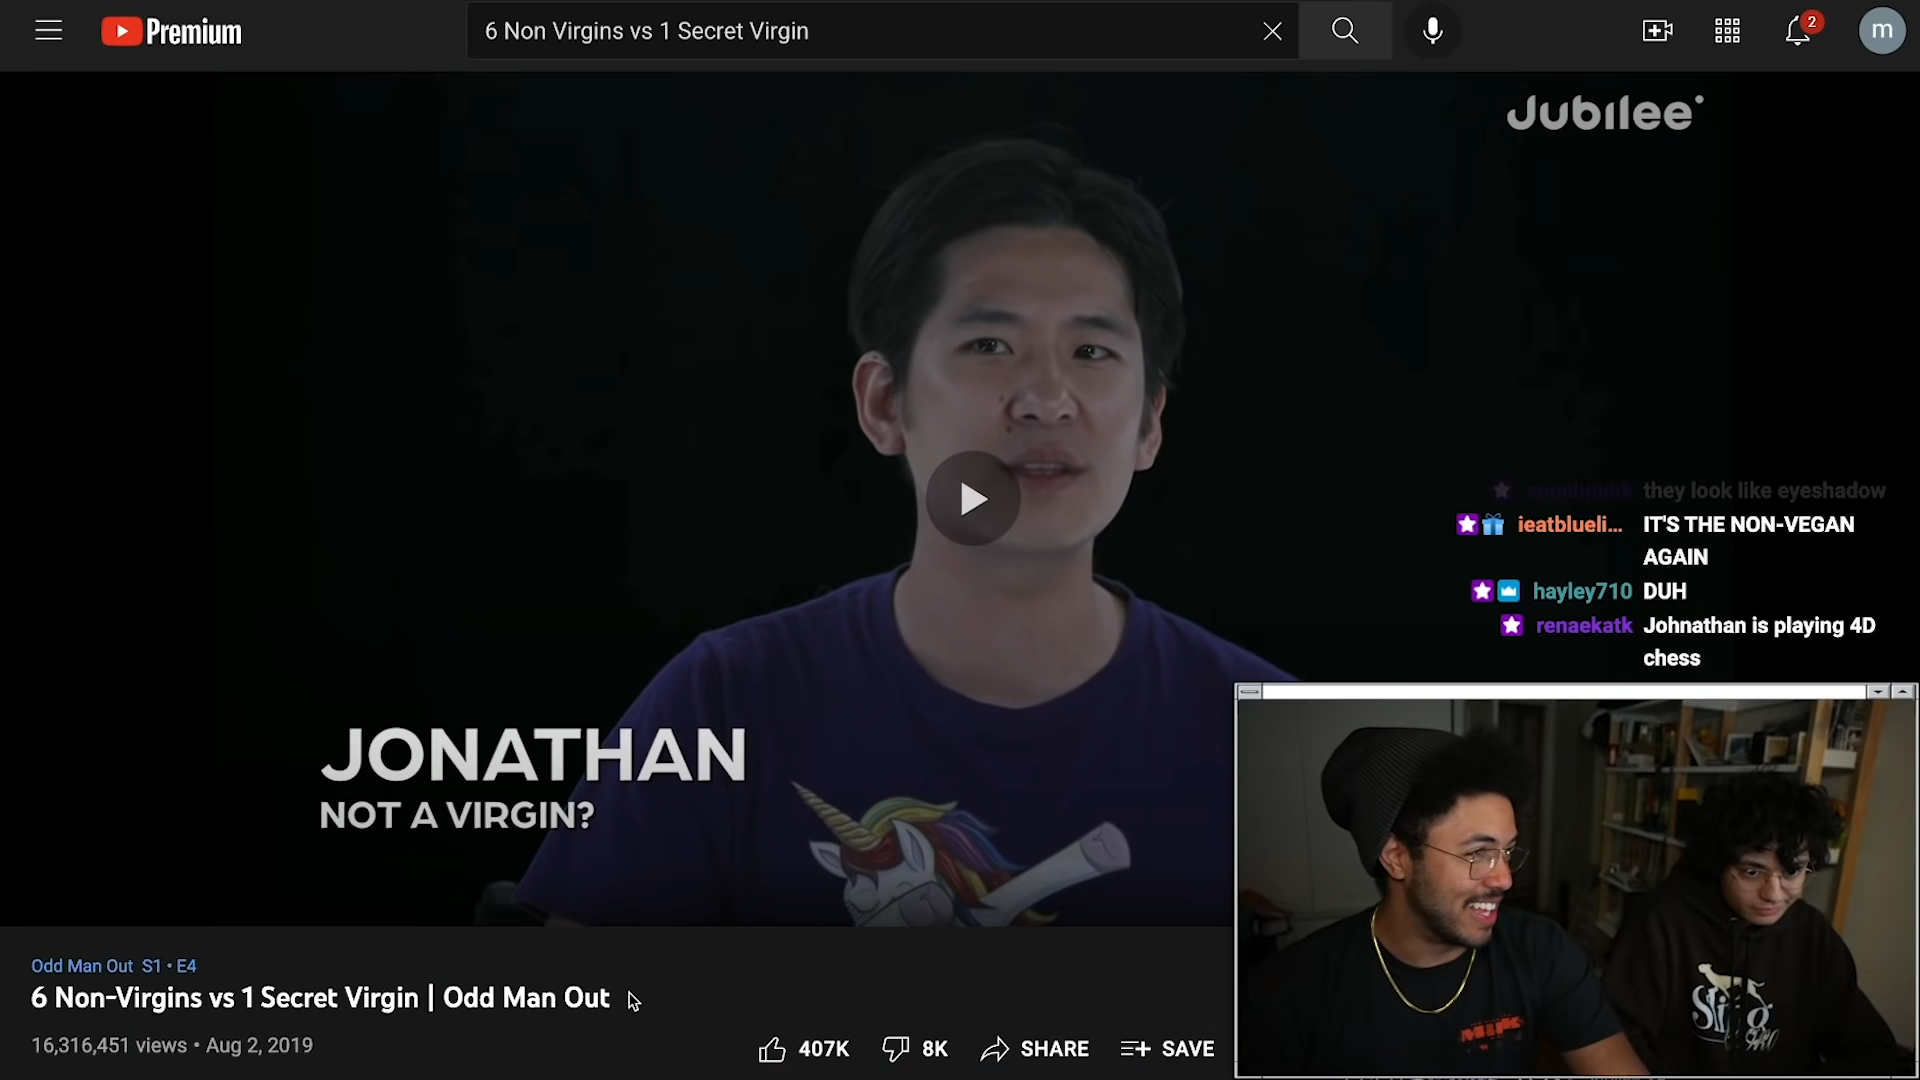 Premium
6 Non Virgins vs 1 Secret Virgin
2
m
Jubilee
they look like eyeshadow
ieatblueli... IT'S THE NON-VEGAN
AGAIN
hayley710 DUH
renaekatk Johnathan is playing 4D
chess
JONATHAN
NOT A VIRGIN?
Odd Man Out S1 • E4
6 Non-Virgins vs 1 Secret Virgin | Odd Man Out
16,316,451 views • Aug 2, 2019
407K
8K
SHARE
SAVE